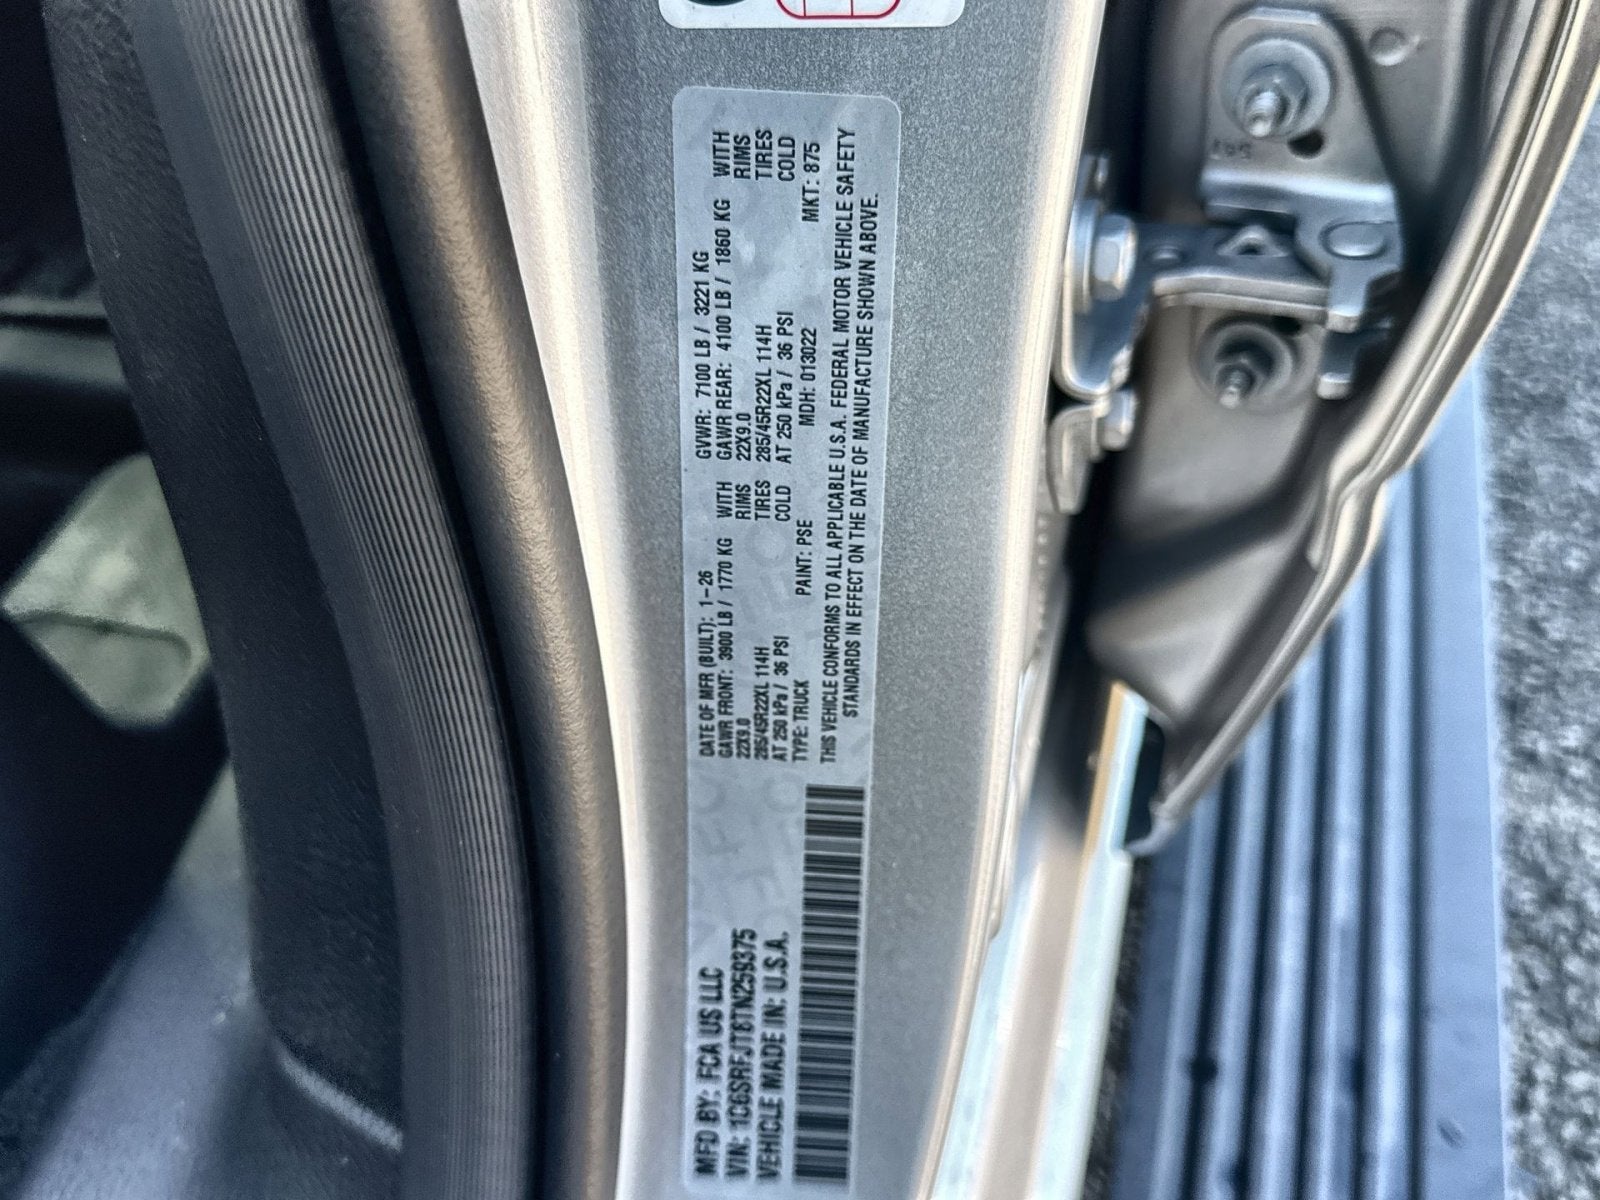 MFD BY: FCA US LLC
VIN: 1C6SRFJT6TN259375
VEHICLE MADE IN: U.S.A.
DATE OF MFR (BUILT): 1-26 GVWR: 7100 LB / 3221 KG
GAWR FRONT: 3900 LB / 1770 KG WITH GAWR REAR: 4100 LB / 1860 KG WITH
22X9.0 RIMS 22X9.0 RIMS
285/45R22XL 114H TIRES 285/45R22XL 114H TIRES
AT 250 kPa / 36 PSI COLD AT 250 kPa / 36 PSI COLD
TYPE: TRUCK PAINT: PSE MDH: 013022 MKT: 875
THIS VEHICLE CONFORMS TO ALL APPLICABLE U.S.A. FEDERAL MOTOR VEHICLE SAFETY
STANDARDS IN EFFECT ON THE DATE OF MANUFACTURE SHOWN ABOVE.